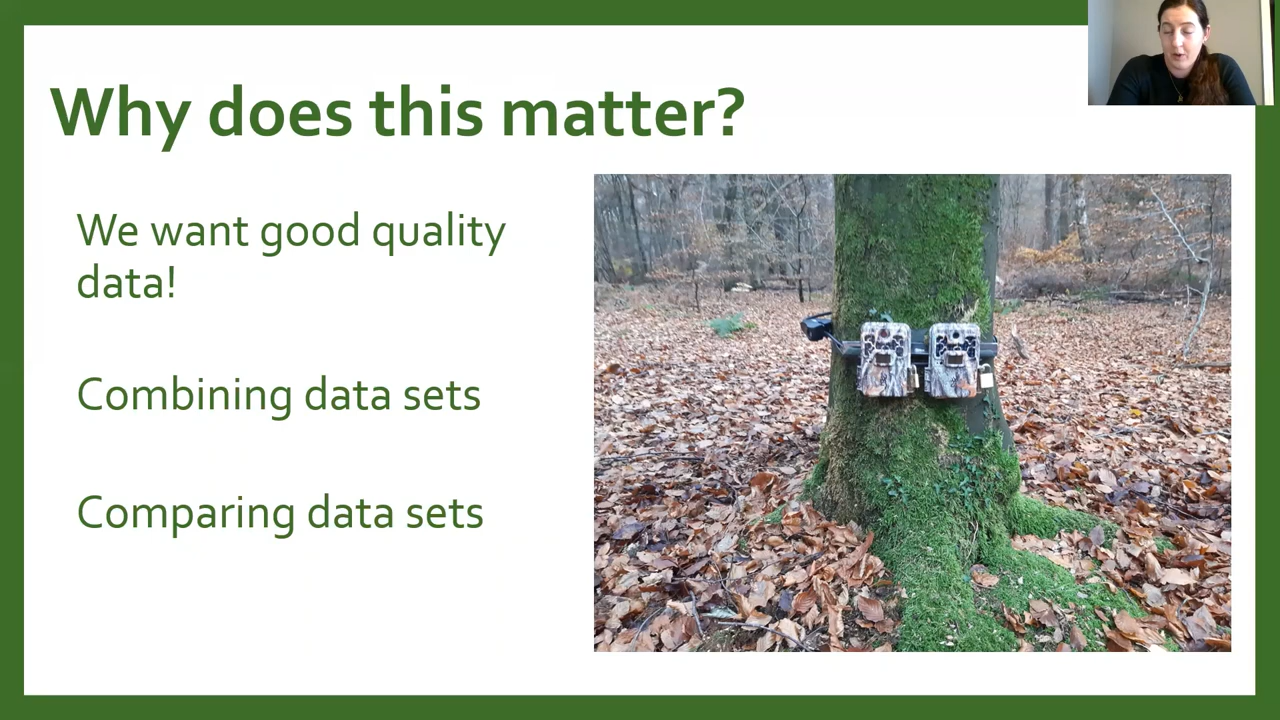 Why does this matter?
We want good quality
data!
Combining data sets
Comparing data sets